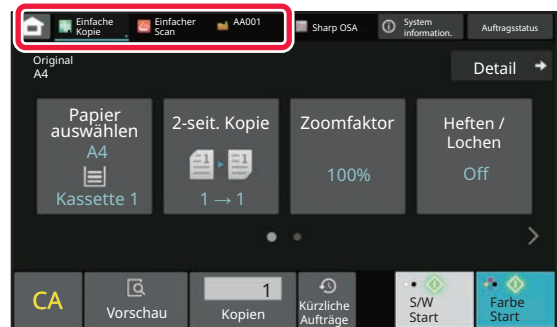 Einfache Kopie
Einfacher Scan
AA001
Sharp OSA
System information.
Auftragsstatus
Original
A4
Detail
Papier auswählen
A4
Kassette 1
2-seit. Kopie
1 → 1
Zoomfaktor
100%
Heften / Lochen
Off
CA
Vorschau
1
Kopien
Kürzliche Aufträge
S/W Start
Farbe Start